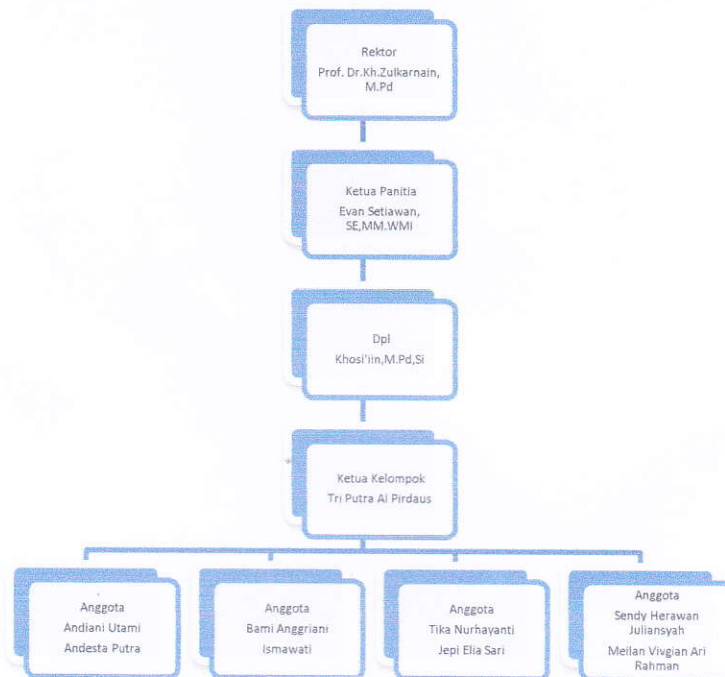 Rektor
Prof. Dr.Kh.Zulkarnain,
M.Pd
Ketua Panitia
Evan Setiawan,
SE,MM.WMI
Dpl
Khosi'iin,M.Pd,Si
Ketua Kelompok
Tri Putra Al Pirdaus
Anggota
Andiani Utami
Andesta Putra
Anggota
Bami Anggriani
Ismawati
Anggota
Tika Nurhayanti
Jepi Elia Sari
Anggota
Sendy Herawan
Juliansyah
Meilan Vivgian Ari
Rahman